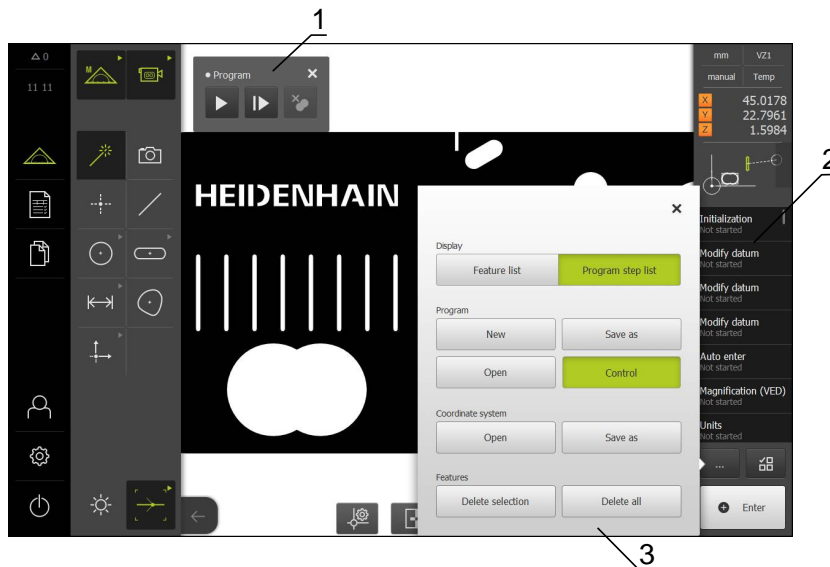 1
0
11 11
M
Program
mm VZ1
manual Temp
X 45.0178
Y 22.7961
Z 1.5984
2
HEIDENHAIN
Initialization
Not started
Modify datum
Not started
Modify datum
Not started
Modify datum
Not started
Auto enter
Not started
Magnification (VED)
Not started
Units
Not started
...
Enter
Display
Feature list Program step list
Program
New Save as
Open Control
Coordinate system
Open Save as
Features
Delete selection Delete all
3